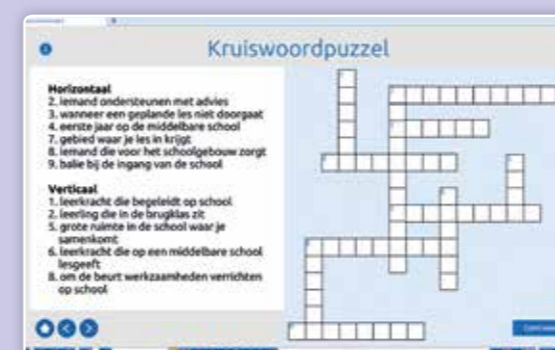 Kruiswoordpuzzel
Horizontaal
2. iemand ondersteunen met advies
3. wanneer een geplande les niet doorgaat
4. eerste jaar op de middelbare school
7. gebied waar je les in krijgt
8. iemand die voor het schoolgebouw zorgt
9. balie bij de ingang van de school
Verticaal
1. leerkracht die begeleidt op school
2. leerling die in de brugklas zit
5. grote ruimte in de school waar je
samenkomt
6. leerkracht die op een middelbare school
lesgeeft
8. om de beurt werkzaamheden verrichten
op school